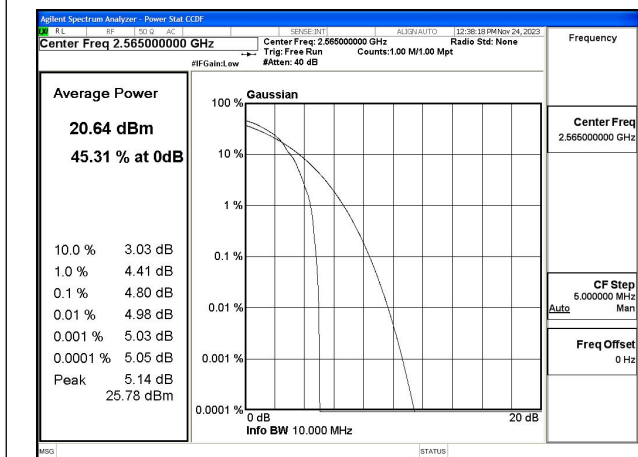 Agilent Spectrum Analyzer - Power Stat CCDF
RL RF 50 Ω AC SENSE:INT ALIGN AUTO 12:38:18 PM Nov 24, 2023
Center Freq 2.565000000 GHz
Center Freq: 2.565000000 GHz Radio Std: None
Trig: Free Run Counts:1.00 M/1.00 Mpt
#IFGain:Low #Atten: 40 dB
Frequency
Average Power
20.64 dBm
45.31 % at 0dB
10.0 % 3.03 dB
1.0 % 4.41 dB
0.1 % 4.80 dB
0.01 % 4.98 dB
0.001 % 5.03 dB
0.0001 % 5.05 dB
Peak 5.14 dB
25.78 dBm
Gaussian
100 %
10 %
1 %
0.1 %
0.01 %
0.001 %
0.0001 %
0 dB 20 dB
Info BW 10.000 MHz
Center Freq
2.565000000 GHz
CF Step
5.000000 MHz
Auto Man
Freq Offset
0 Hz
MSG STATUS